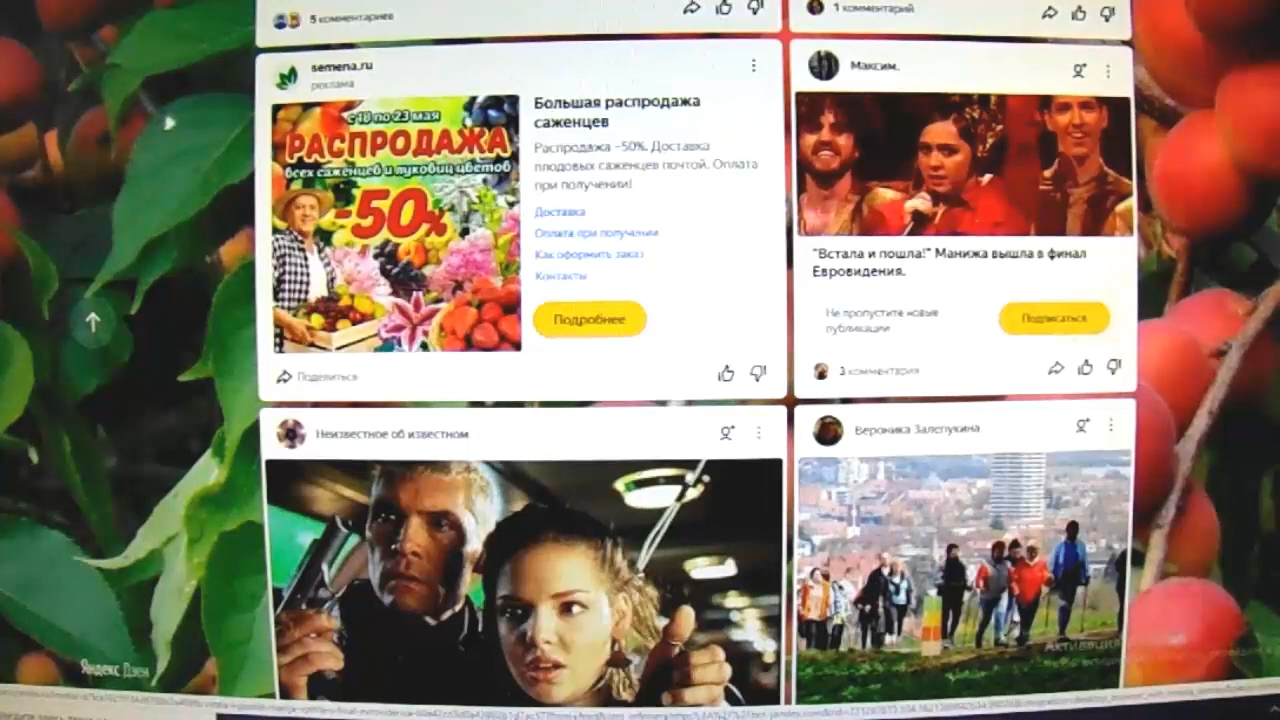 5 комментариев
1 комментарий
semena.ru
реклама
с 18 по 23 мая
РАСПРОДАЖА
всех саженцев и луковиц цветов
-50%
Большая распродажа
саженцев
Распродажа -50%. Доставка
плодовых саженцев почтой. Оплата
при получении!
Доставка
Оплата при получении
Как оформить заказ
Контакты
Подробнее
Поделиться
Максим.
"Встала и пошла!" Манижа вышла в финал
Евровидения.
Не пропустите новые
публикации
Подписаться
3 комментария
Неизвестное об известном
Вероника Залепукина
Активация
Яндекс Дзен